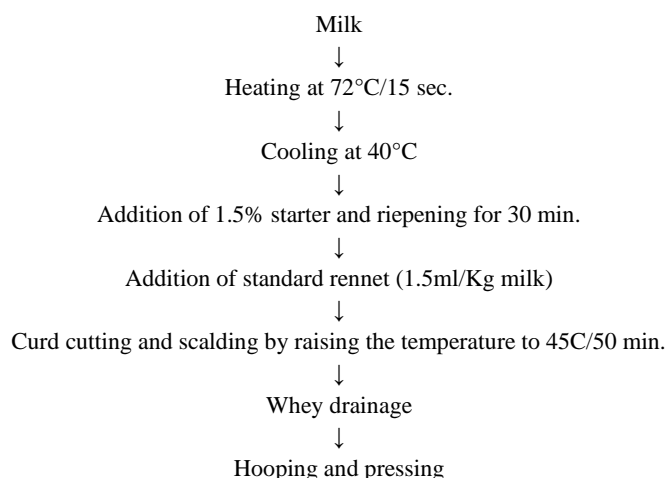 Milk
↓
Heating at 72°C/15 sec.
↓
Cooling at 40°C
↓
Addition of 1.5% starter and riepening for 30 min.
↓
Addition of standard rennet (1.5ml/Kg milk)
↓
Curd cutting and scalding by raising the temperature to 45C/50 min.
↓
Whey drainage
↓
Hooping and pressing